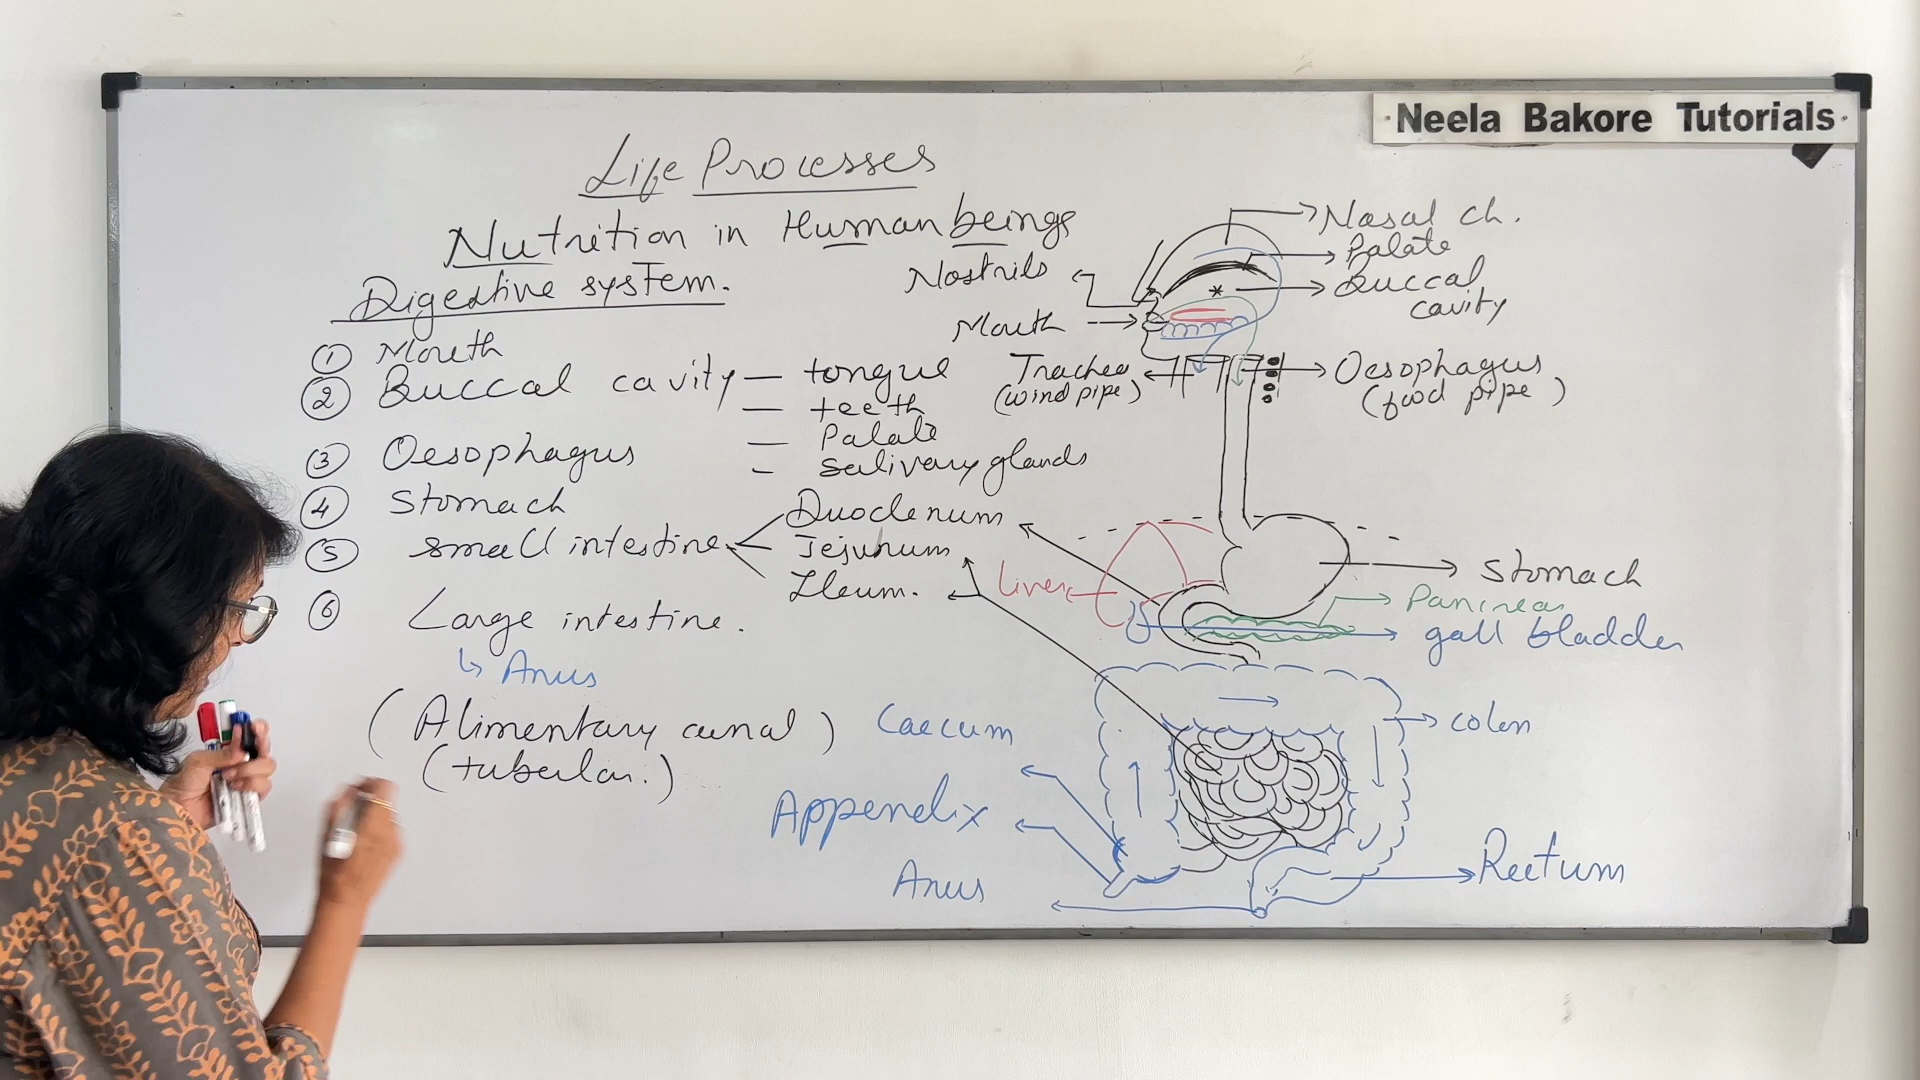 Neela Bakore Tutorials
Life Processes
Nutrition in Human beings
Digestive system.
① Mouth
② Buccal cavity — tongue
— teeth
— Palate
– Salivary glands
③ Oesophagus
④ Stomach
⑤ Small intestine
Duodenum
Jejunum
Ileum.
⑥ Large intestine.
↳ Anus
(Alimentary canal)
(tubular.)
Nasal ch.
Palate
Buccal
cavity
Nostrils
Mouth
Trachea
(wind pipe)
Oesophagus
(food pipe)
Liver
Stomach
Pancreas
gall bladder
Caecum
colon
Appendix
Anus
Rectum